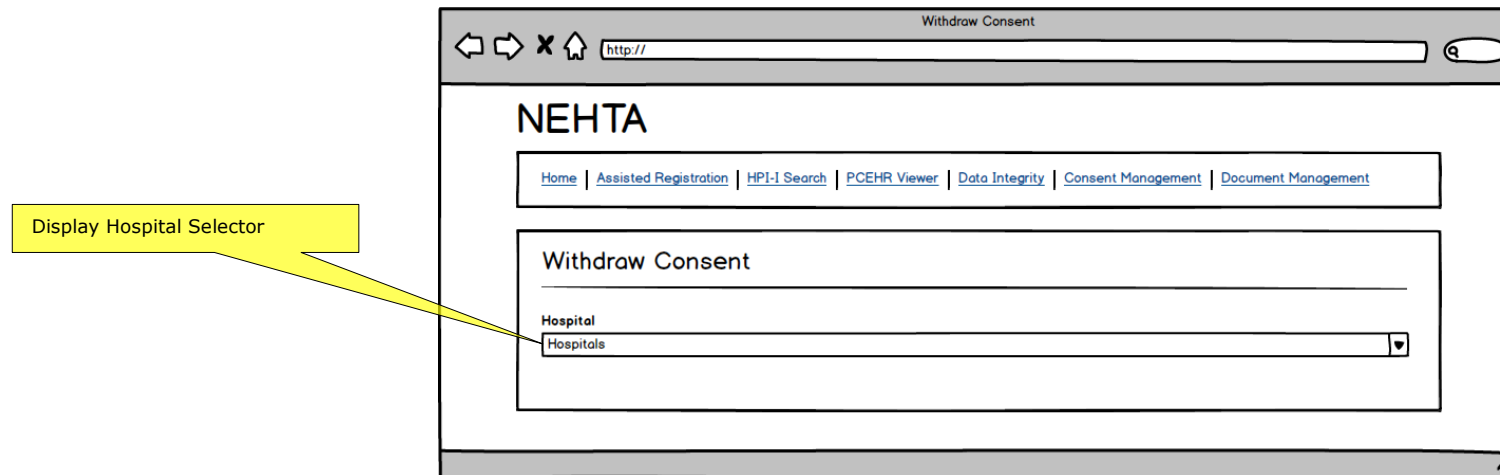 Withdraw Consent
http://
NEHTA
Home | Assisted Registration | HPI-I Search | PCEHR Viewer | Data Integrity | Consent Management | Document Management
Display Hospital Selector
Withdraw Consent
Hospital
Hospitals